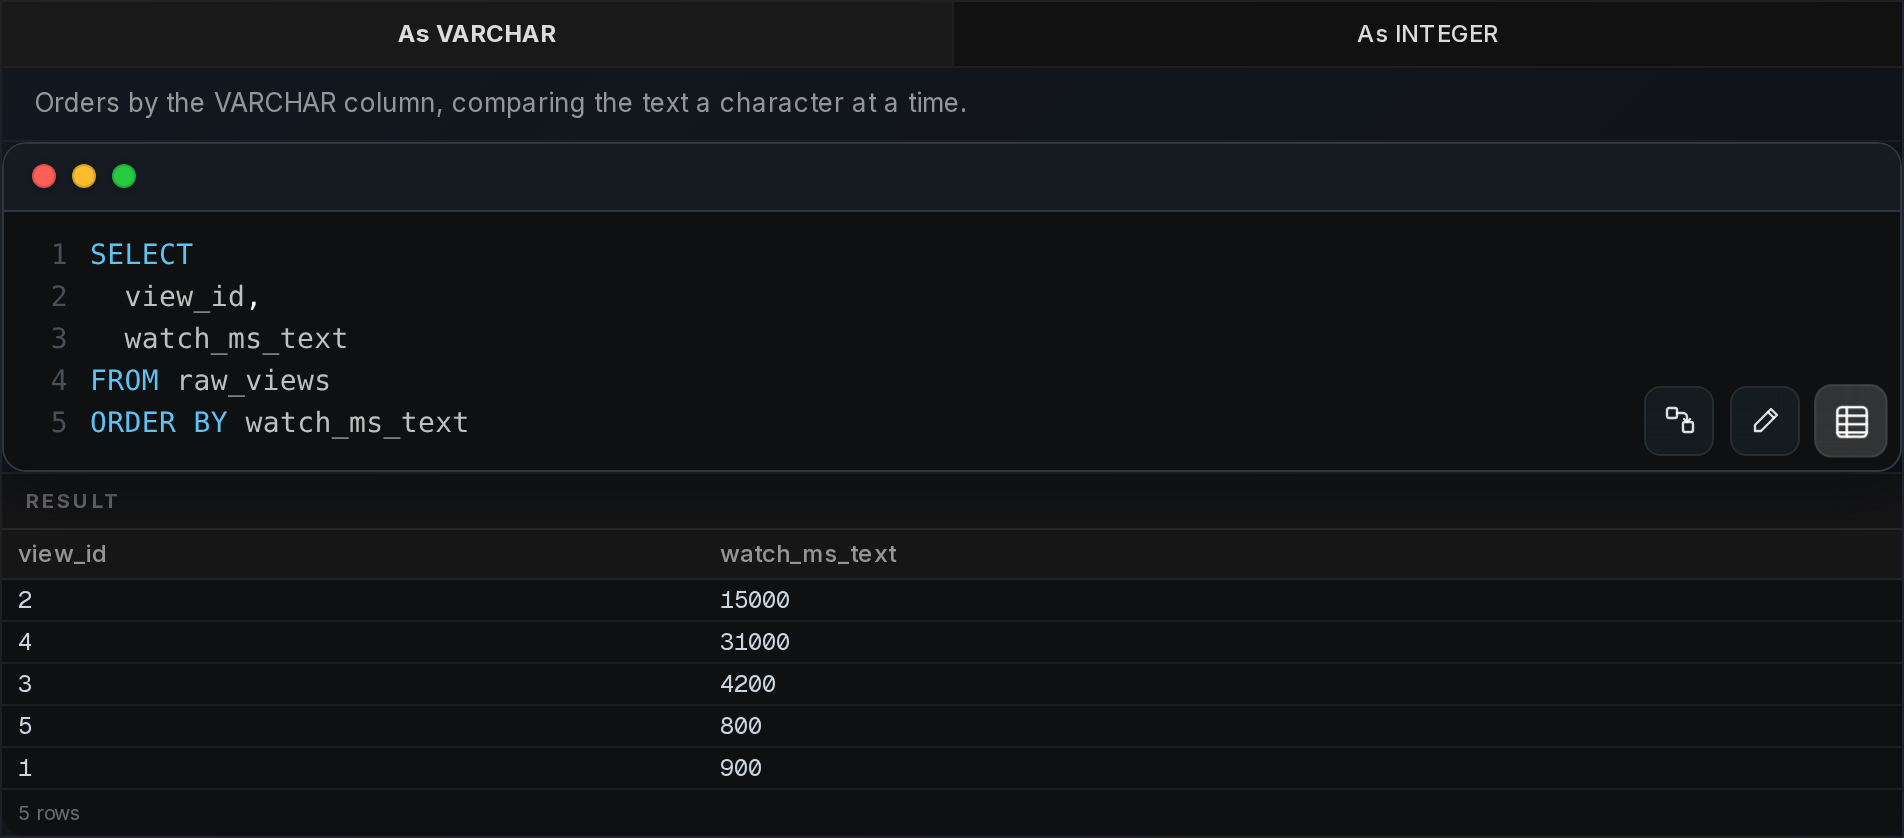 As VARCHAR
As INTEGER
Orders by the VARCHAR column, comparing the text a character at a time.
1 SELECT
2   view_id,
3   watch_ms_text
4 FROM raw_views
5 ORDER BY watch_ms_text
RESULT
view_id watch_ms_text
2 15000
4 31000
3 4200
5 800
1 900
5 rows